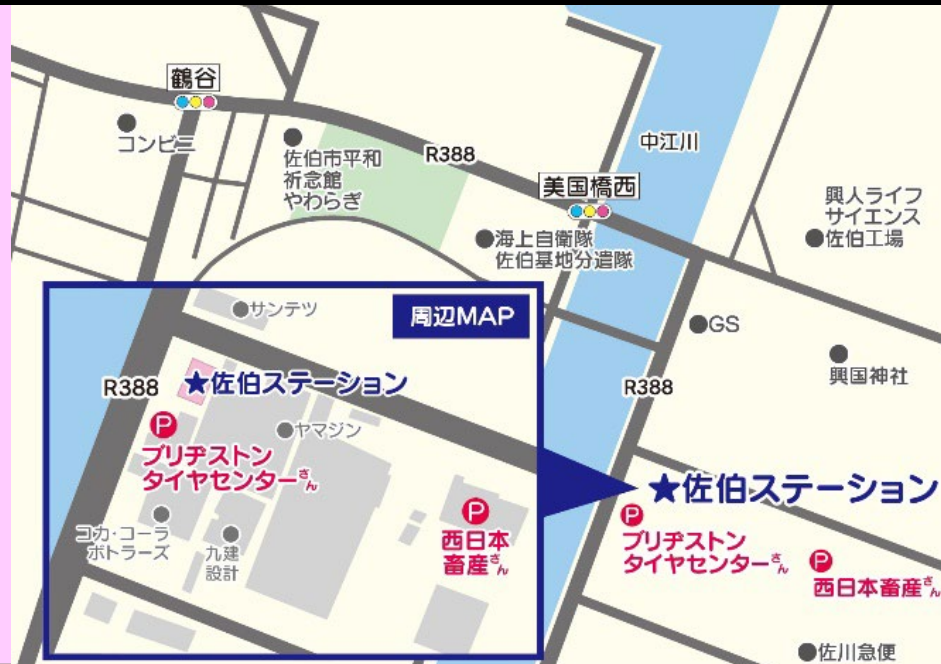 鶴谷
コンビニ
佐伯市平和
祈念館
やわらぎ
R388
中江川
美国橋西
海上自衛隊
佐伯基地分遣隊
興人ライフ
サイエンス
佐伯工場
GS
興国神社
R388
★佐伯ステーション
P
ブリヂストン
タイヤセンターさん
P
西日本畜産さん
佐川急便
周辺MAP
サンテツ
R388
★佐伯ステーション
P
ブリヂストン
タイヤセンターさん
ヤマジン
コカ・コーラ
ボトラーズ
九建
設計
P
西日本
畜産さん